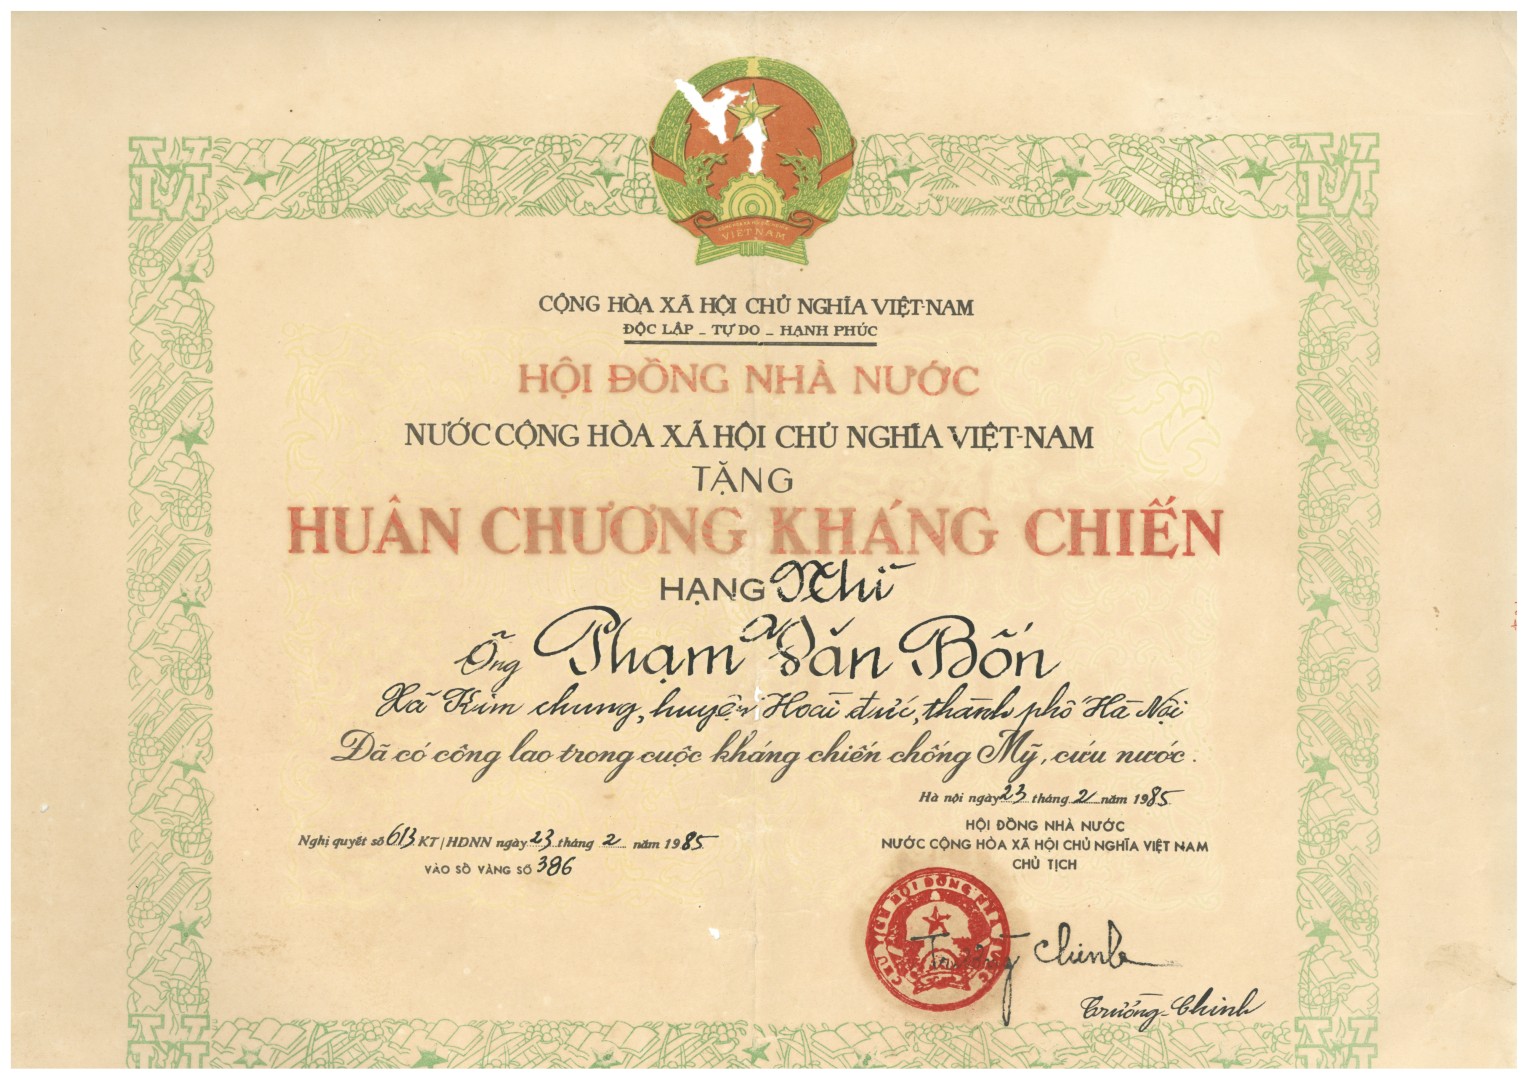 VIỆT NAM
CỘNG HÒA XÃ HỘI CHỦ NGHĨA VIỆT-NAM
ĐỘC LẬP - TỰ DO - HẠNH PHÚC
HỘI ĐỒNG NHÀ NƯỚC
NƯỚC CỘNG HÒA XÃ HỘI CHỦ NGHĨA VIỆT-NAM
TẶNG
HUÂN CHƯƠNG KHÁNG CHIẾN
HẠNG Nhì
Ông Phạm Văn Bốn
Xã Kim chung, huyện Hoài đức, thành phố Hà Nội
Đã có công lao trong cuộc kháng chiến chống Mỹ, cứu nước.
Hà nội ngày 23 tháng 2 năm 1985
HỘI ĐỒNG NHÀ NƯỚC
NƯỚC CỘNG HÒA XÃ HỘI CHỦ NGHĨA VIỆT NAM
CHỦ TỊCH
Nghị quyết số 613 KT/HĐNN ngày 23 tháng 2 năm 1985
VÀO SỔ VÀNG SỐ 386
Trường Chinh
Trường-Chinh